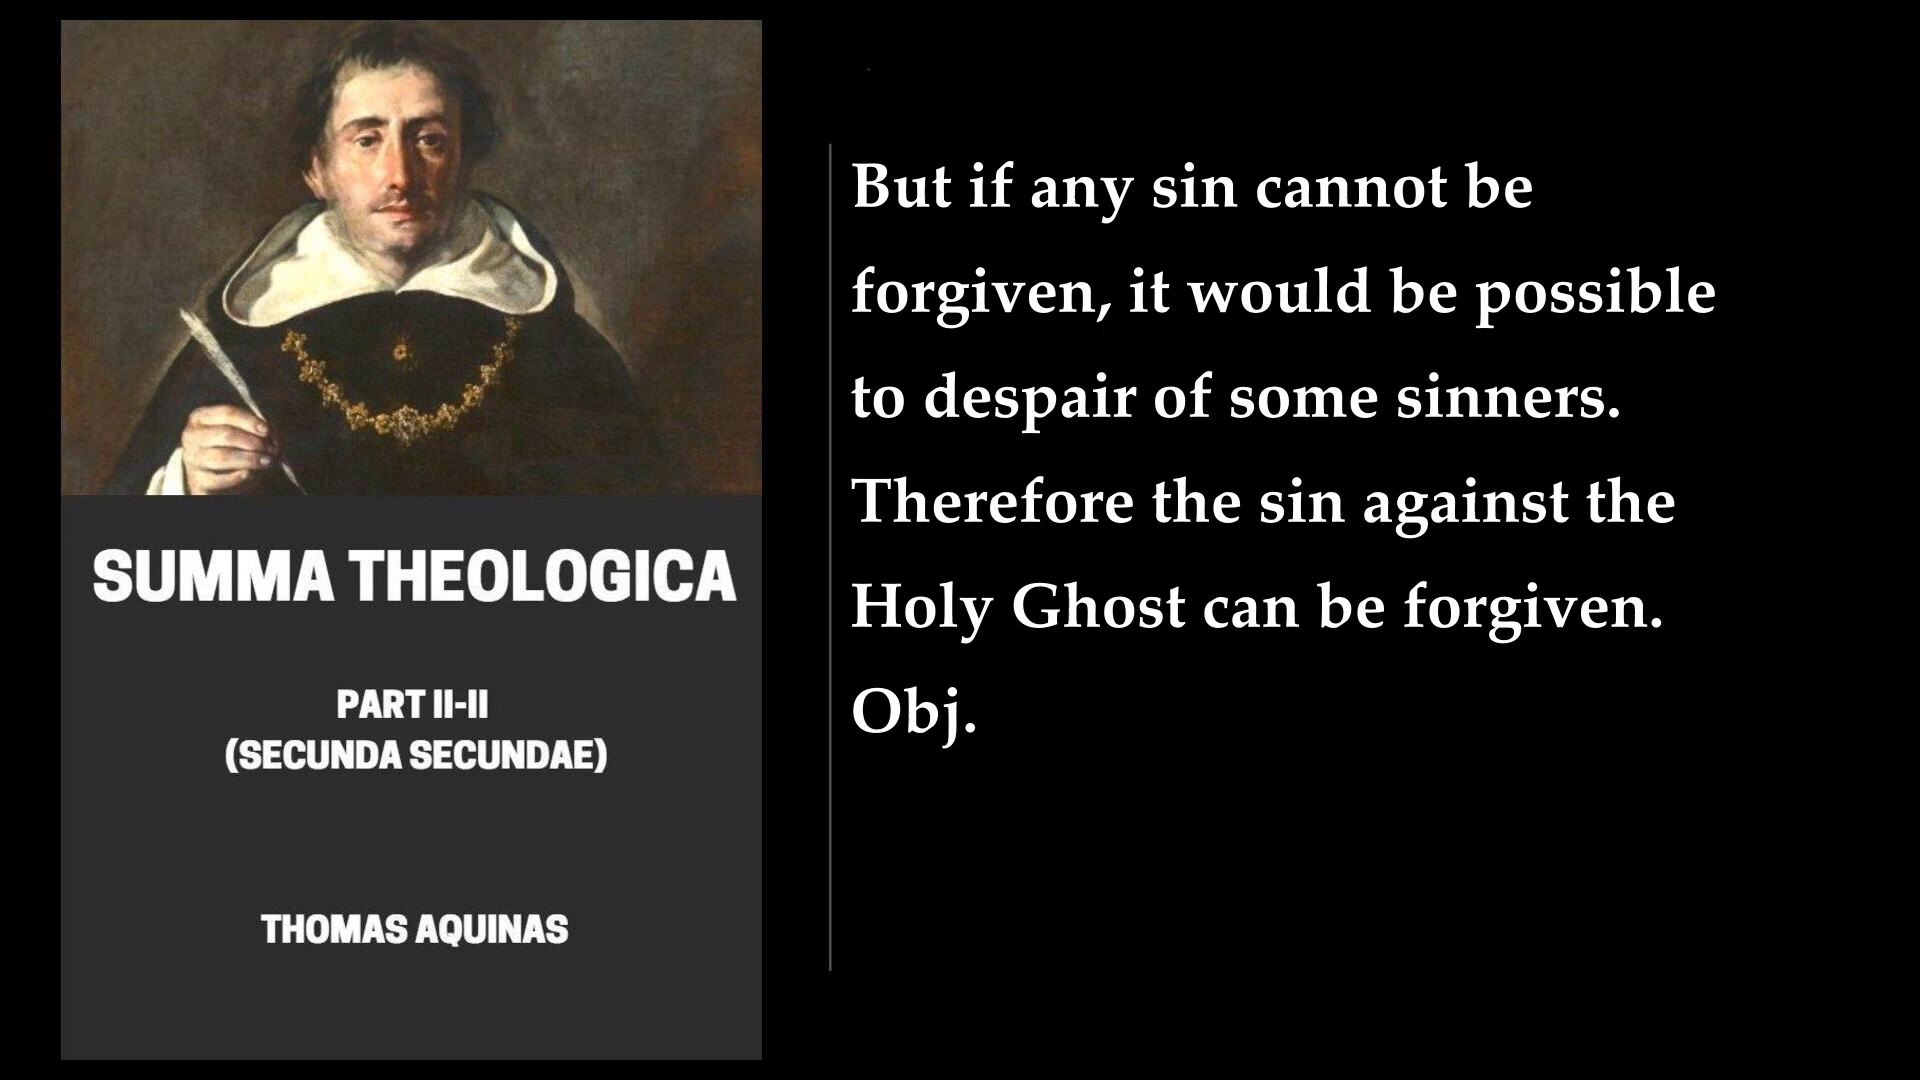 SUMMA THEOLOGICA
PART II-II
(SECUNDA SECUNDAE)
THOMAS AQUINAS
But if any sin cannot be
forgiven, it would be possible
to despair of some sinners.
Therefore the sin against the
Holy Ghost can be forgiven.
Obj.